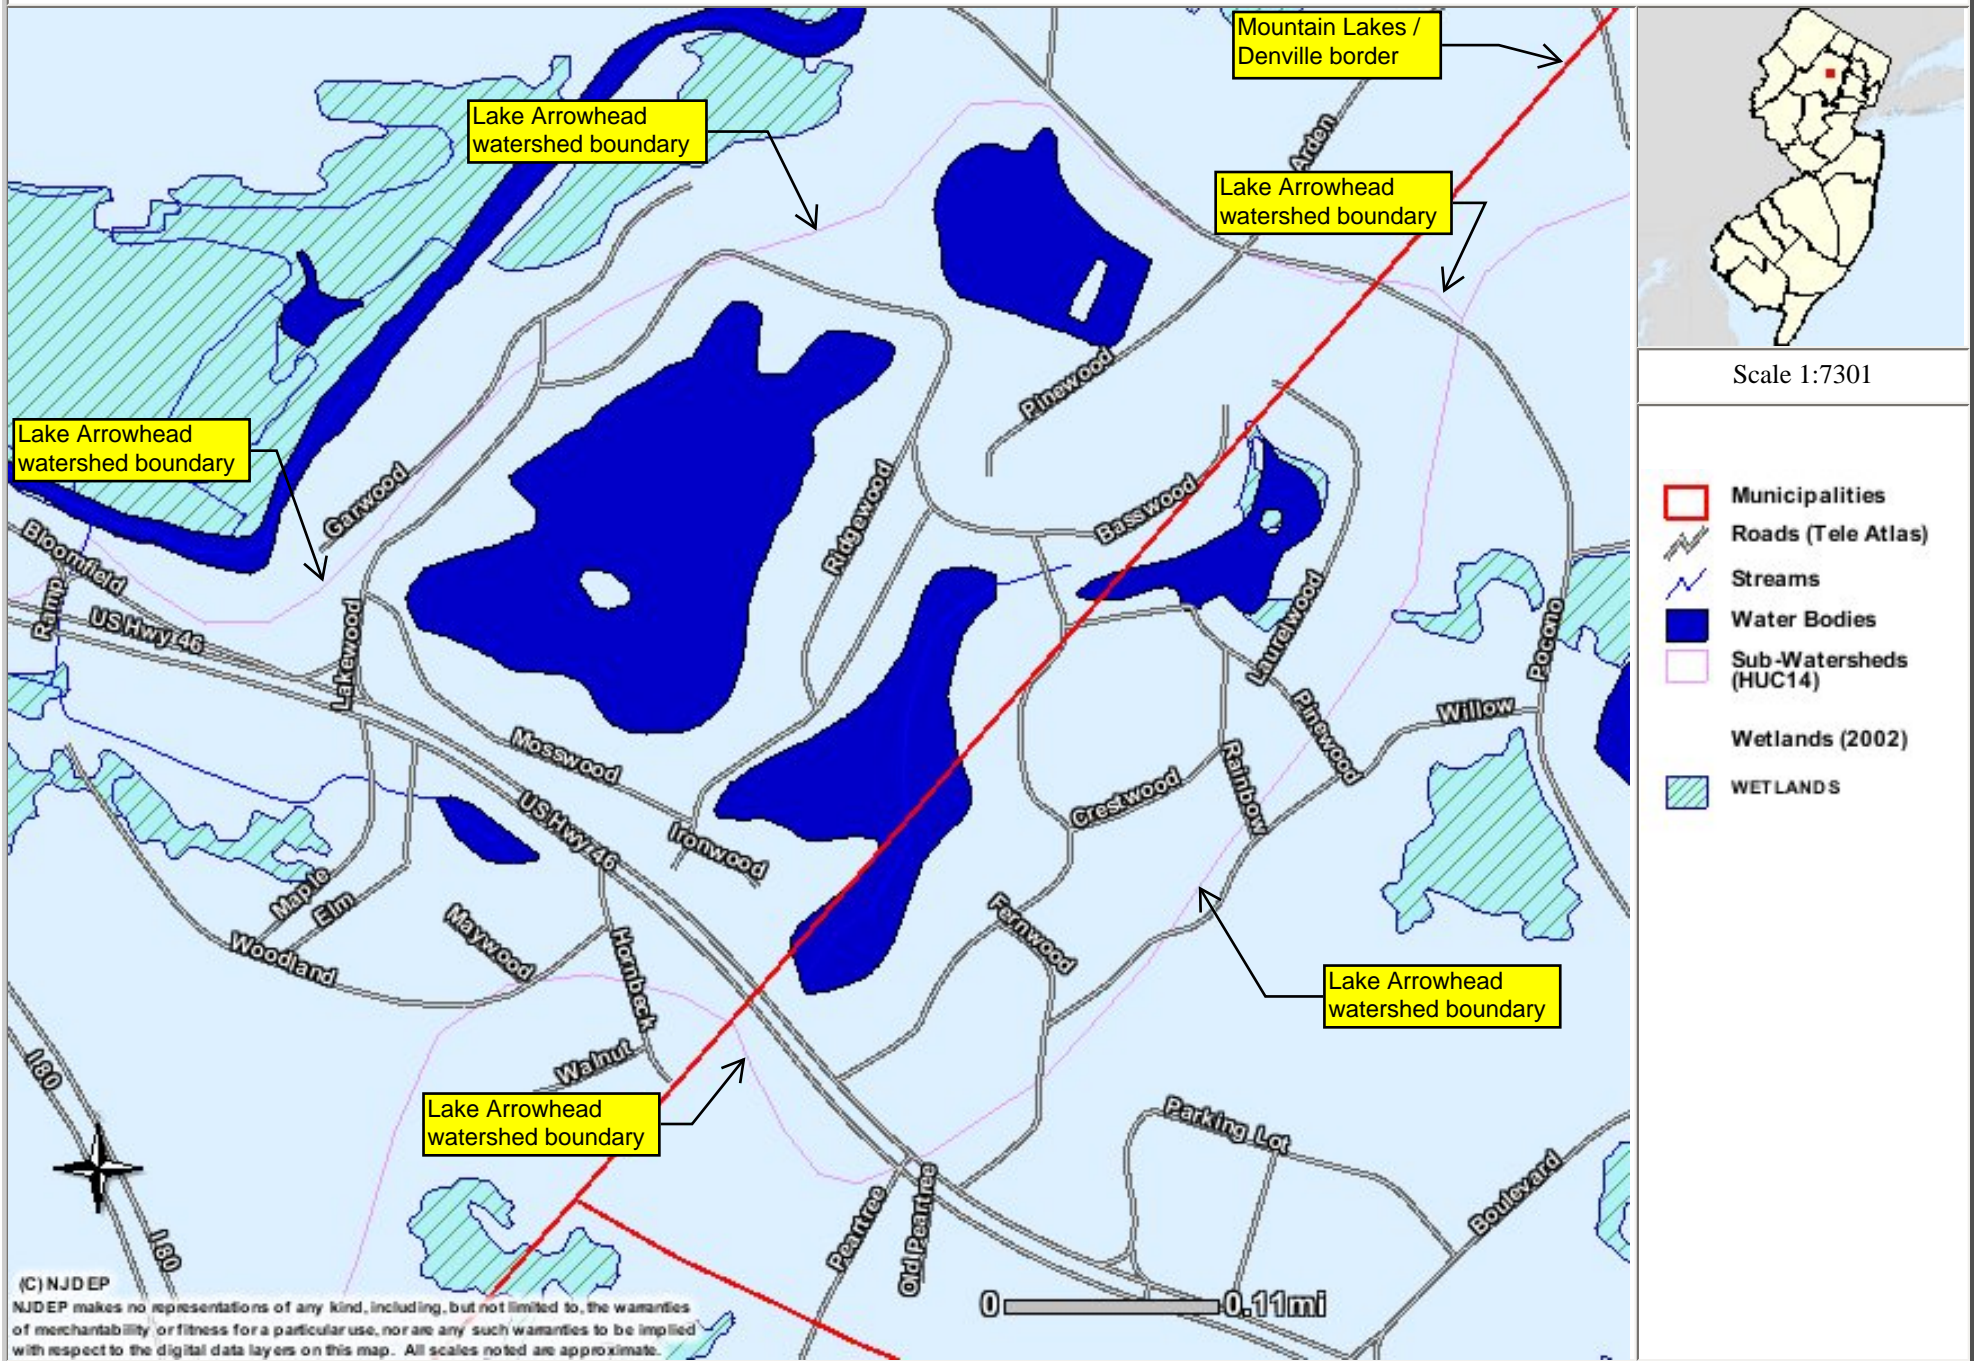 Mountain Lakes /
Denville border
Lake Arrowhead
watershed boundary
Arden
Lake Arrowhead
watershed boundary
Lake Arrowhead
watershed boundary
Garwood
Bloomfield
Ramp
US Hwy 46
Lakewood
Ridgewood
Pinewood
Basswood
Laurelwood
Pinewood
Willow
Pocono
Mosswood
US Hwy 46
Ironwood
Crestwood
Rainbow
Fernwood
Maple
Elm
Woodland
Maywood
Hornbeck
Walnut
Lake Arrowhead
watershed boundary
Lake Arrowhead
watershed boundary
I 80
I 80
Peartree
Old Peartree
Parking Lot
Boulevard
0 0.11mi
(C) NJDEP
NJDEP makes no representations of any kind, including, but not limited to, the warranties
of merchantability or fitness for a particular use, nor are any such warranties to be implied
with respect to the digital data layers on this map. All scales noted are approximate.
Scale 1:7301
Municipalities
Roads (Tele Atlas)
Streams
Water Bodies
Sub-Watersheds
(HUC14)
Wetlands (2002)
WETLANDS